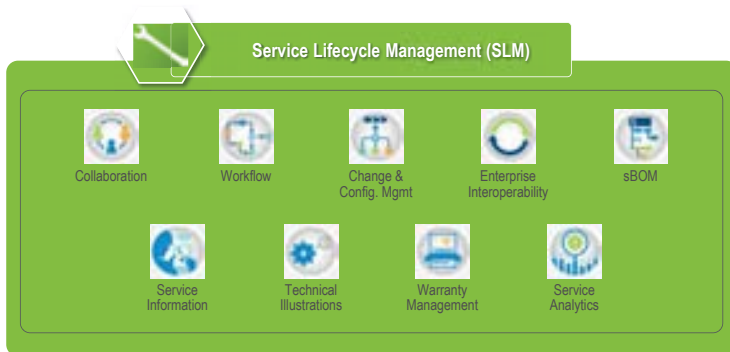 Service Lifecycle Management (SLM)
Collaboration
Workflow
Change &
Config. Mgmt
Enterprise
Interoperability
sBOM
Service
Information
Technical
Illustrations
Warranty
Management
Service
Analytics